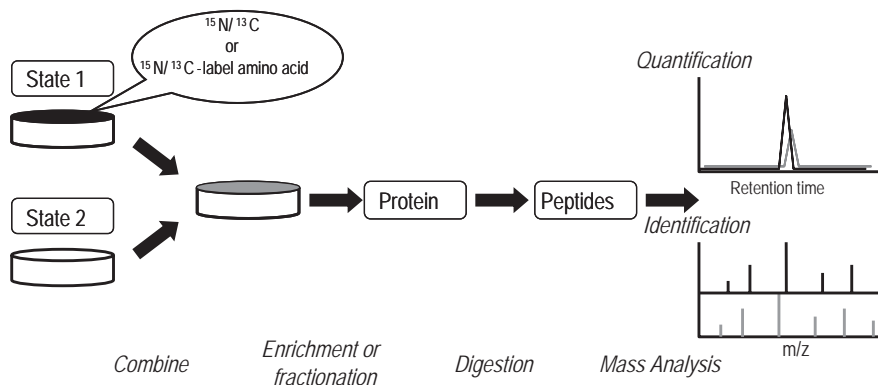 ¹⁵N/ ¹³C
or
¹⁵N/ ¹³C -label amino acid
State 1
State 2
Protein
Peptides
Quantification
Retention time
Identification
m/z
Combine
Enrichment or
fractionation
Digestion
Mass Analysis